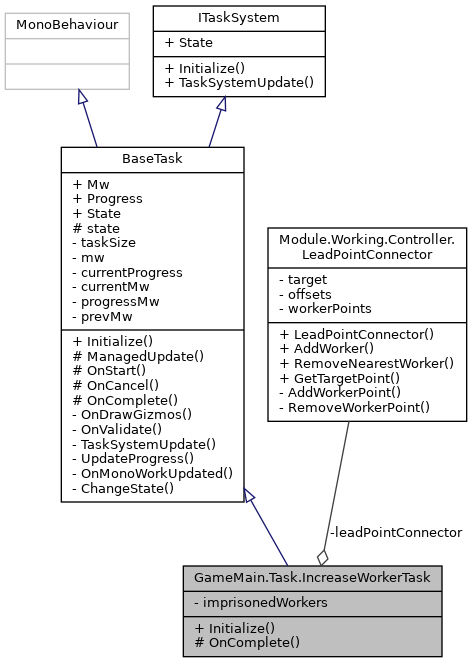 MonoBehaviour
ITaskSystem
+ State
+ Initialize()
+ TaskSystemUpdate()
BaseTask
+ Mw
+ Progress
+ State
# state
- taskSize
- mw
- currentProgress
- currentMw
- progressMw
- prevMw
+ Initialize()
# ManagedUpdate()
# OnStart()
# OnCancel()
# OnComplete()
- OnDrawGizmos()
- OnValidate()
- TaskSystemUpdate()
- UpdateProgress()
- OnMonoWorkUpdated()
- ChangeState()
Module.Working.Controller.
LeadPointConnector
- target
- offsets
- workerPoints
+ LeadPointConnector()
+ AddWorker()
+ RemoveNearestWorker()
+ GetTargetPoint()
- AddWorkerPoint()
- RemoveWorkerPoint()
-leadPointConnector
GameMain.Task.IncreaseWorkerTask
- imprisonedWorkers
+ Initialize()
# OnComplete()